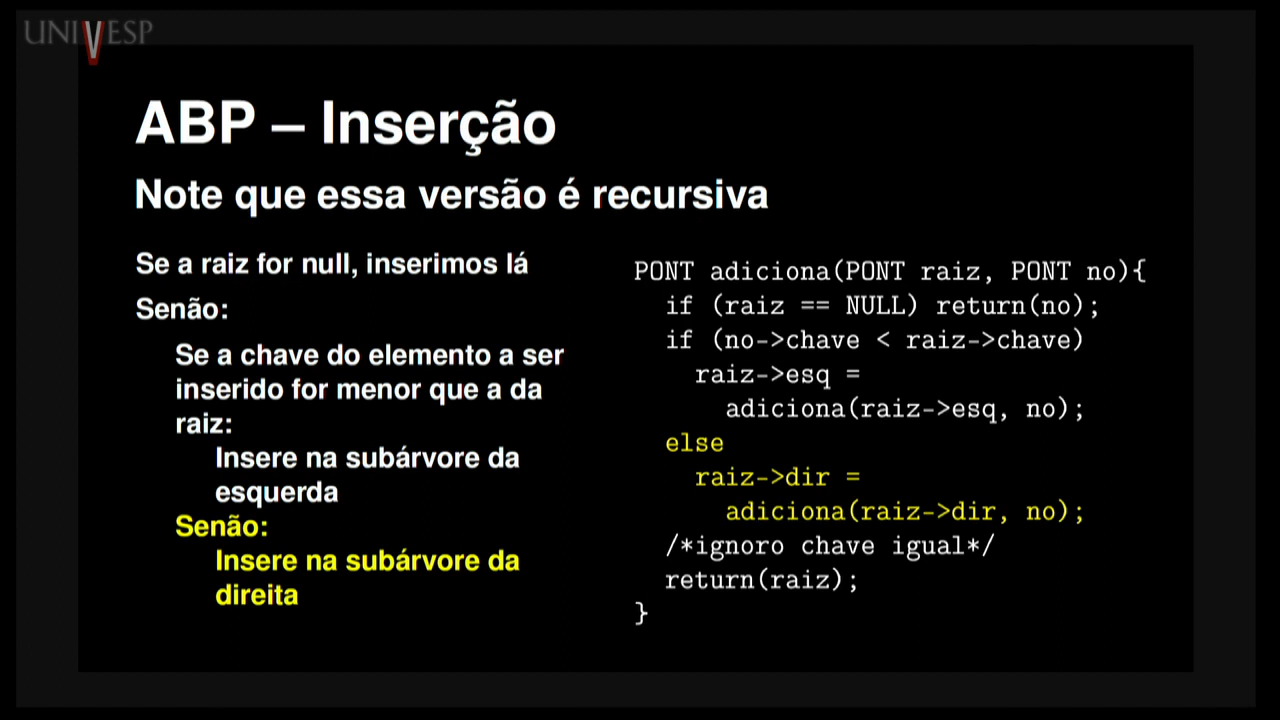 UNIVESP
ABP – Inserção
Note que essa versão é recursiva
Se a raiz for null, inserimos lá
Senão:
Se a chave do elemento a ser
inserido for menor que a da
raiz:
Insere na subárvore da
esquerda
Senão:
Insere na subárvore da
direita
PONT adiciona(PONT raiz, PONT no){
if (raiz == NULL) return(no);
if (no->chave < raiz->chave)
raiz->esq =
adiciona(raiz->esq, no);
else
raiz->dir =
adiciona(raiz->dir, no);
/*ignoro chave igual*/
return(raiz);
}